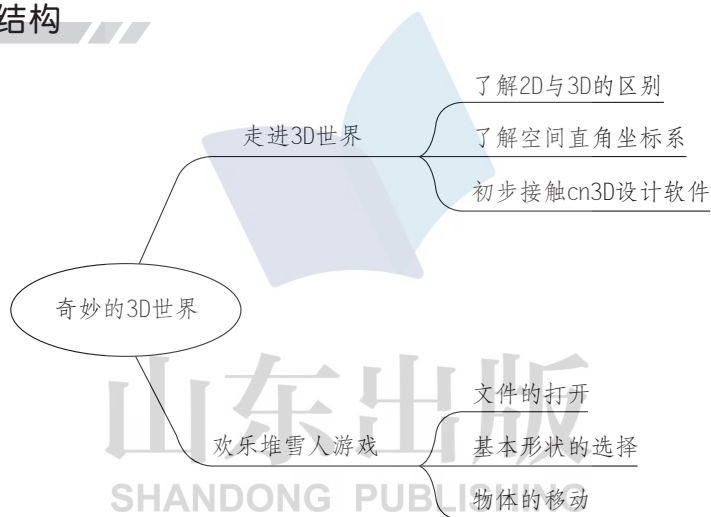 结构
了解2D与3D的区别
走进3D世界
了解空间直角坐标系
初步接触cn3D设计软件
奇妙的3D世界
山东出版
文件的打开
欢乐堆雪人游戏
基本形状的选择
SHANDONG PUBLISHING
物体的移动